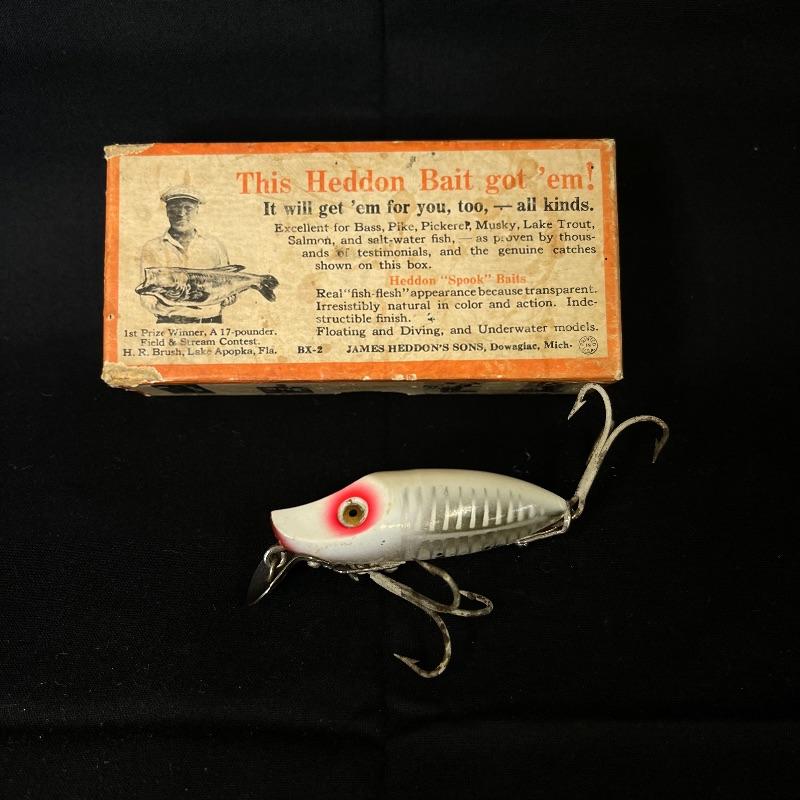 This Heddon Bait got 'em!
It will get 'em for you, too, — all kinds.
Excellent for Bass, Pike, Pickerel, Musky, Lake Trout,
Salmon, and salt-water fish, — as proven by thous-
ands of testimonials, and the genuine catches
shown on this box.
Heddon "Spook" Baits
Real "fish-flesh" appearance because transparent.
Irresistibly natural in color and action. Inde-
structible finish.
Floating and Diving, and Underwater models.
1st Prize Winner, A 17-pounder.
Field & Stream Contest.
H. R. Brush, Lake Apopka, Fla.
BX-2 JAMES HEDDON'S SONS, Dowagiac, Mich.